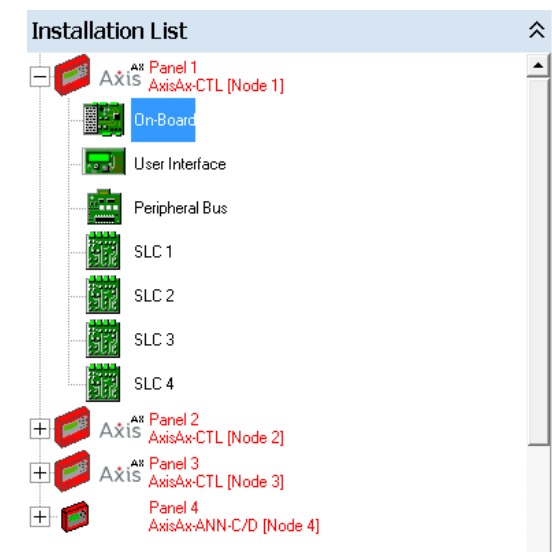 Installation List
Axis AX Panel 1
AxisAx-CTL [Node 1]
On-Board
User Interface
Peripheral Bus
SLC 1
SLC 2
SLC 3
SLC 4
Axis AX Panel 2
AxisAx-CTL [Node 2]
Axis AX Panel 3
AxisAx-CTL [Node 3]
Panel 4
AxisAx-ANN-C/D [Node 4]